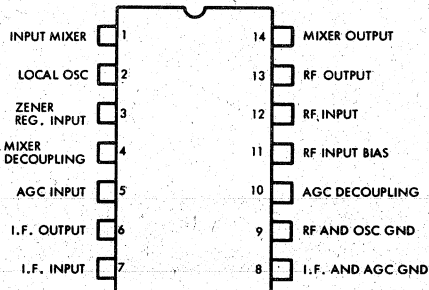 INPUT MIXER 1 14 MIXER OUTPUT
LOCAL OSC 2 13 RF OUTPUT
ZENER
REG. INPUT 3 12 RF INPUT
MIXER
DECOUPLING 4 11 RF INPUT BIAS
AGC INPUT 5 10 AGC DECOUPLING
I.F. OUTPUT 6 9 RF AND OSC GND
I.F. INPUT 7 8 I.F. AND AGC GND